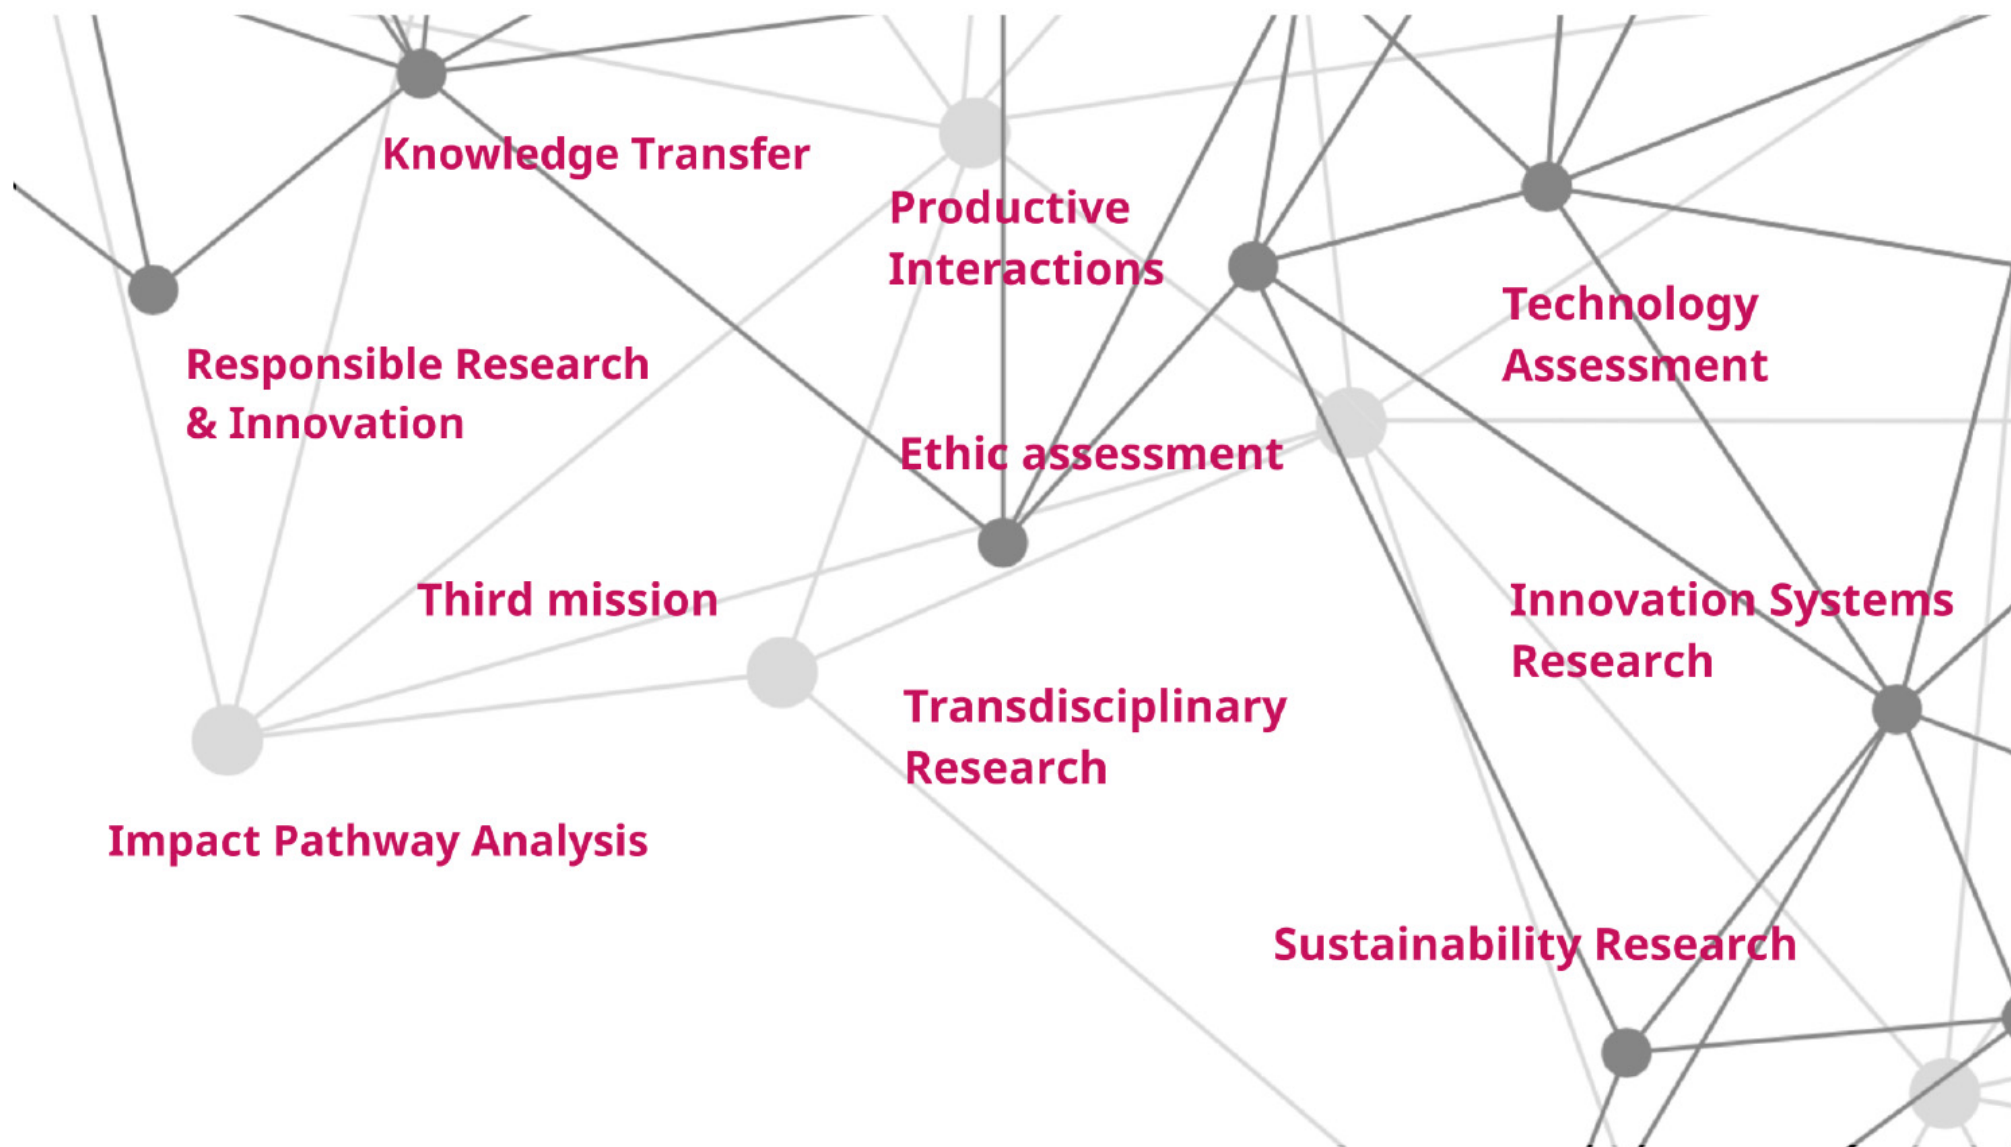 Knowledge Transfer
Productive
Interactions
Technology
Assessment
Responsible Research
& Innovation
Ethic assessment
Third mission
Innovation Systems
Research
Transdisciplinary
Research
Impact Pathway Analysis
Sustainability Research